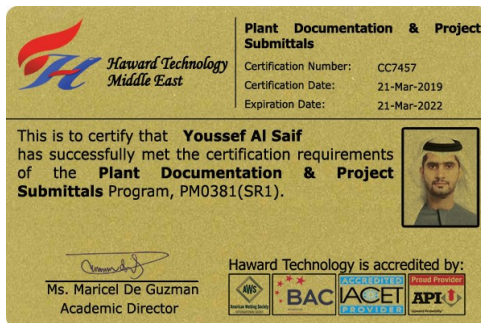 Haward Technology
Middle East
Plant Documentation & Project
Submittals
Certification Number: CC7457
Certification Date: 21-Mar-2019
Expiration Date: 21-Mar-2022
This is to certify that Youssef Al Saif
has successfully met the certification requirements
of the Plant Documentation & Project
Submittals Program, PM0381(SR1).
Ms. Maricel De Guzman
Academic Director
Haward Technology is accredited by:
AWS
American Welding Society
BAC
ACCREDITED
IACET
PROVIDER
Proud Provider
API